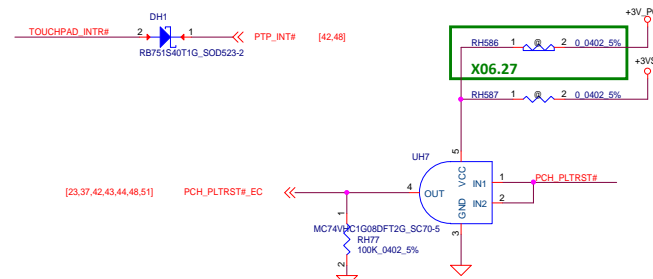 DH1
TOUCHPAD_INTR#
2
1
PTP_INT#
[42,48]
RB751S40T1G_SOD523-2
RH586
1
@
2
0_0402_5%
X06.27
RH587
1
@
2
0_0402_5%
5
UH7
VCC
[23,37,42,43,44,48,51]
PCH_PLTRST#_EC
4
OUT
IN1
1
PCH_PLTRST#
IN2
2
GND
3
1
MC74VHC1G08DFT2G_SC70-5
RH77
100K_0402_5%
2